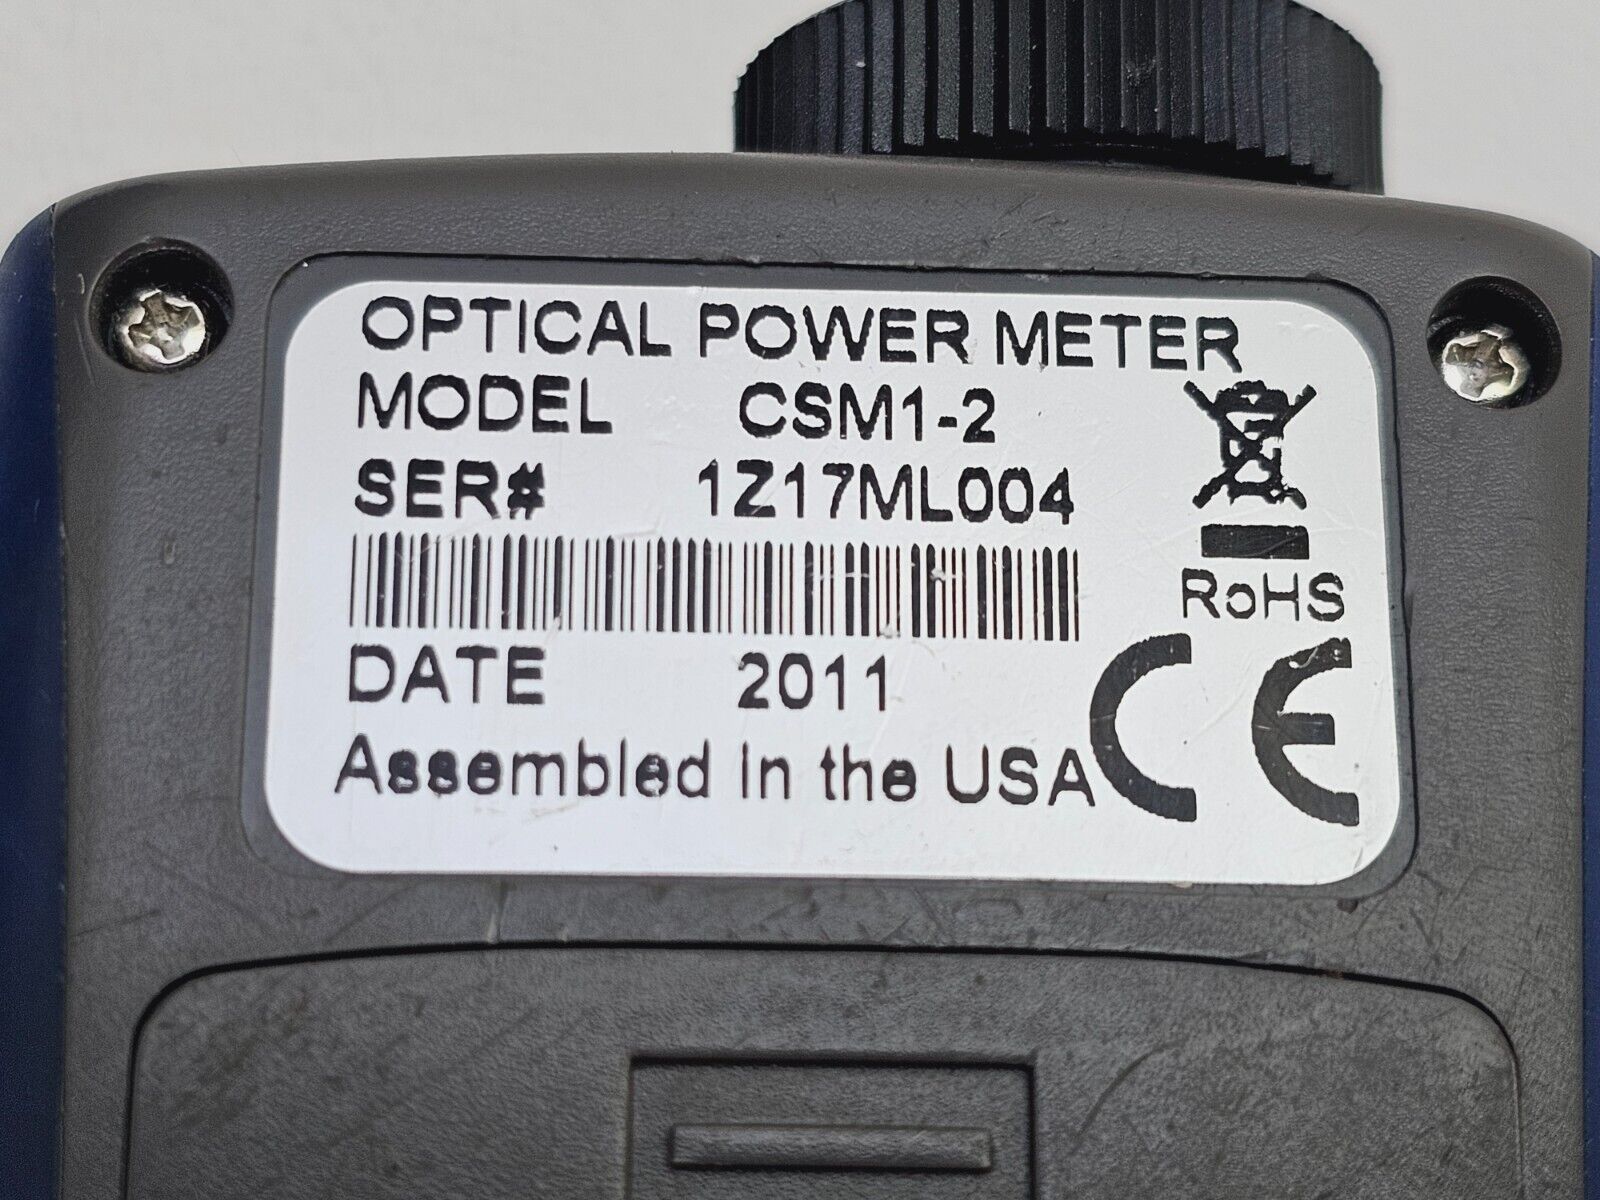 OPTICAL POWER METER
MODEL CSM1-2
SER# 1Z17ML004
RoHS
DATE 2011
Assembled in the USA
CE